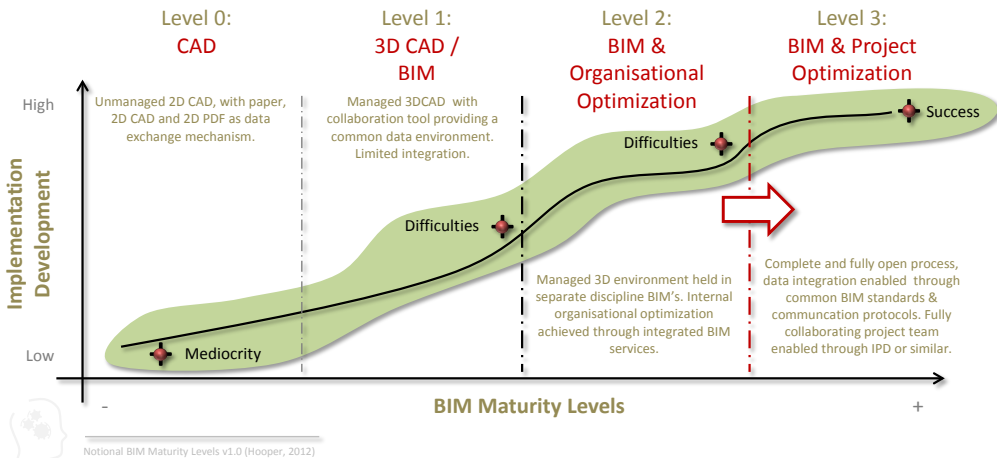 Level 0:
CAD
Level 1:
3D CAD /
BIM
Level 2:
BIM &
Organisational
Optimization
Level 3:
BIM & Project
Optimization
High
Unmanaged 2D CAD, with paper,
2D CAD and 2D PDF as data
exchange mechanism.
Managed 3DCAD with
collaboration tool providing a
common data environment.
Limited integration.
Success
Difficulties
Difficulties
Implementation
Development
Managed 3D environment held in
separate discipline BIM's. Internal
organisational optimization
achieved through integrated BIM
services.
Complete and fully open process,
data integration enabled through
common BIM standards &
communcation protocols. Fully
collaborating project team
enabled through IPD or similar.
Mediocrity
Low
-
BIM Maturity Levels
+
Notional BIM Maturity Levels v1.0 (Hooper, 2012)